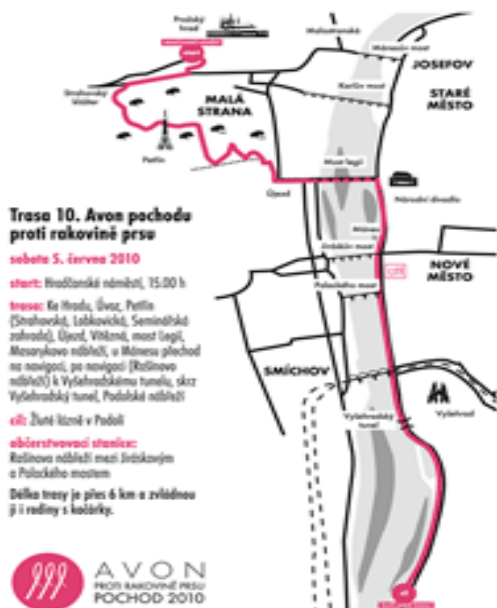 Pražský
hrad
Malostranská
Mánesův most
JOSEFOV
Strahovský
klášter
MALÁ
STRANA
Karlův most
STARÉ
MĚSTO
Petřín
Most legií
Újezd
Národní divadlo
Mánes
Jiráskův most
NOVÉ
MĚSTO
Palackého most
SMÍCHOV
Vyšehrad
Vyšehradský
tunel
Trasa 10. Avon pochodu
proti rakovině prsu
sobota 5. června 2010
start: Hradčanské náměstí, 15.00 h
trasa: Ke Hradu, Úvoz, Petřín
(Strahovská, Lobkovická, Seminářská
zahrada), Újezd, Vítězná, most Legií,
Masarykovo nábřeží, u Mánesu přechod
na navigaci, po navigaci (Rašínovo
nábřeží) k Vyšehradskému tunelu, skrz
Vyšehradský tunel, Podolské nábřeží
cíl: Žluté lázně v Podolí
občerstvovací stanice:
Rašínovo nábřeží mezi Jiráskovým
a Palackého mostem
Délka trasy je přes 6 km a zvládnou
ji i rodiny s kočárky.
AVON
PROTI RAKOVINĚ PRSU
POCHOD 2010